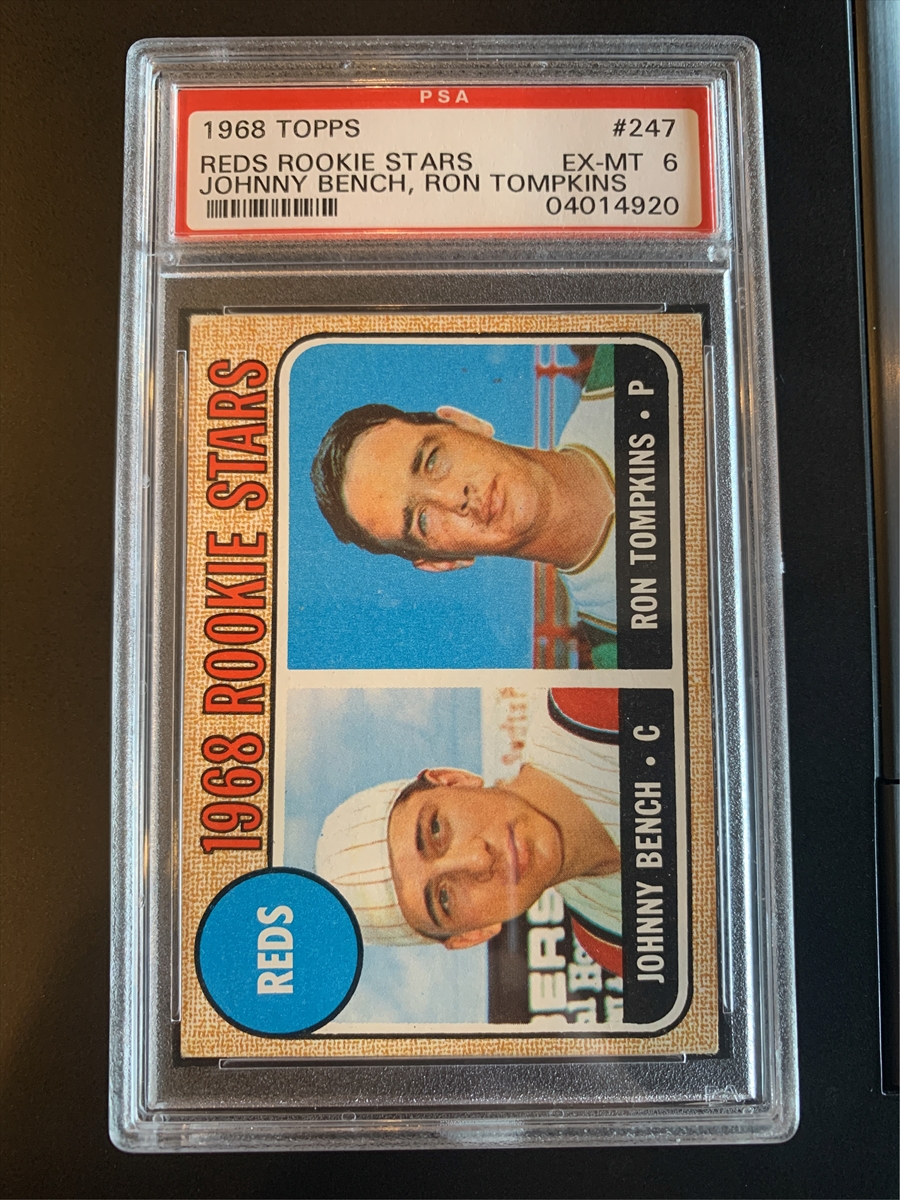 PSA
1968 TOPPS #247
REDS ROOKIE STARS EX-MT 6
JOHNNY BENCH, RON TOMPKINS
04014920
1968 ROOKIE STARS
REDS
JOHNNY BENCH • C
RON TOMPKINS • P
ERS